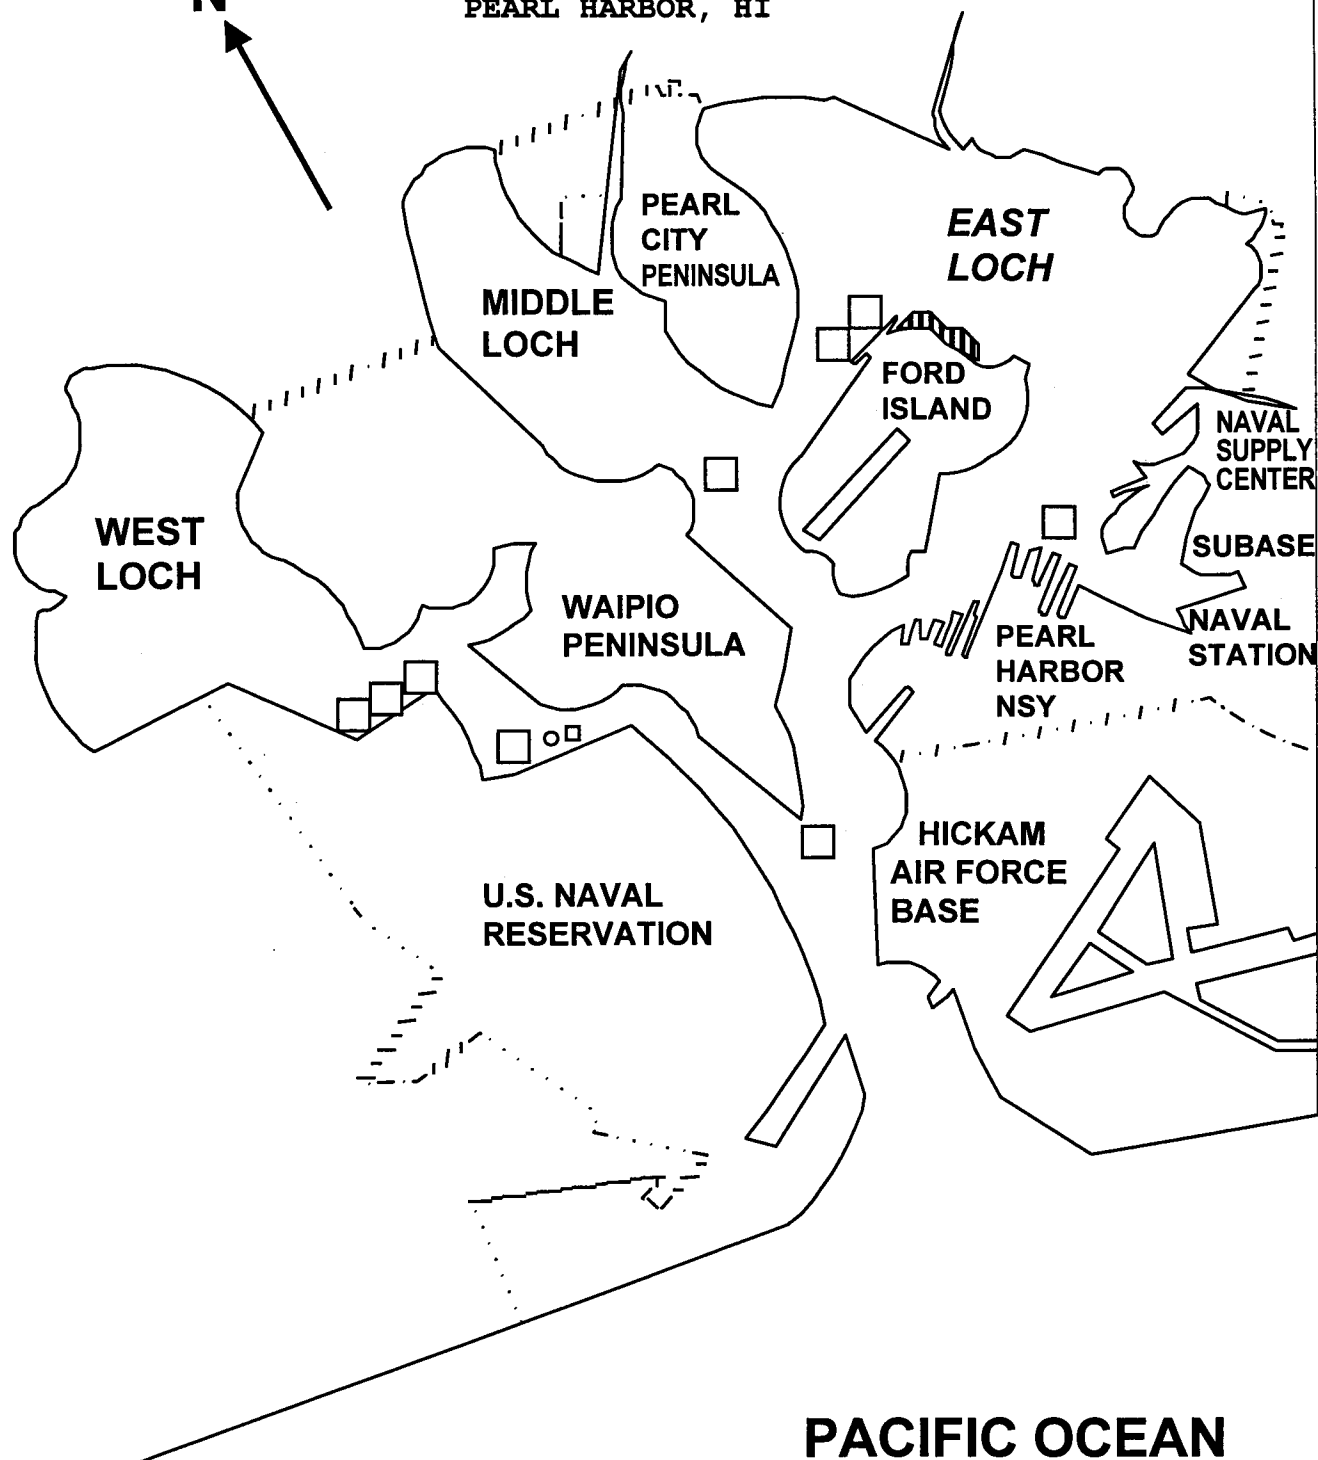 N
PEARL HARBOR, HI
PEARL
CITY
PENINSULA
EAST
LOCH
MIDDLE
LOCH
FORD
ISLAND
NAVAL
SUPPLY
CENTER
WEST
LOCH
SUBASE
WAIPIO
PENINSULA
PEARL
HARBOR
NSY
NAVAL
STATION
HICKAM
AIR FORCE
BASE
U.S. NAVAL
RESERVATION
PACIFIC OCEAN